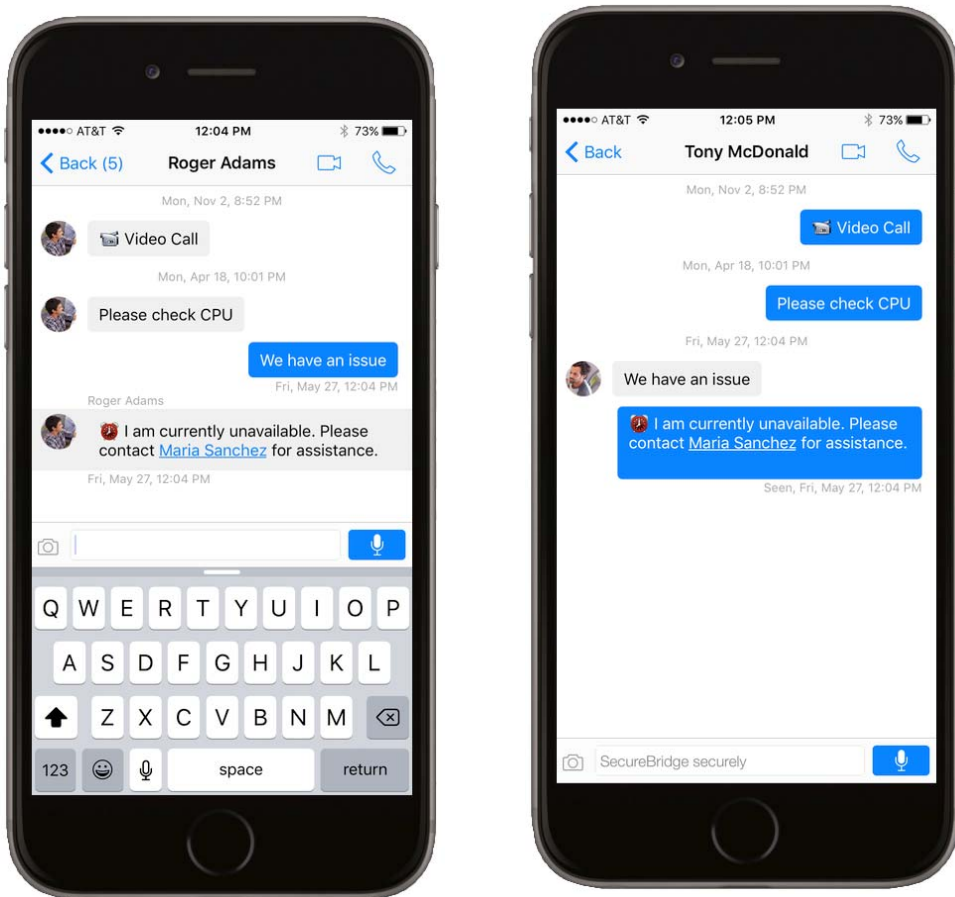 AT&T 12:04 PM 73%
Back (5) Roger Adams
Mon, Nov 2, 8:52 PM
Video Call
Mon, Apr 18, 10:01 PM
Please check CPU
We have an issue
Fri, May 27, 12:04 PM
Roger Adams
I am currently unavailable. Please
contact Maria Sanchez for assistance.
Fri, May 27, 12:04 PM
Q W E R T Y U I O P
A S D F G H J K L
Z X C V B N M
123 space return
AT&T 12:05 PM 73%
Back Tony McDonald
Mon, Nov 2, 8:52 PM
Video Call
Mon, Apr 18, 10:01 PM
Please check CPU
Fri, May 27, 12:04 PM
We have an issue
I am currently unavailable. Please
contact Maria Sanchez for assistance.
Seen, Fri, May 27, 12:04 PM
SecureBridge securely